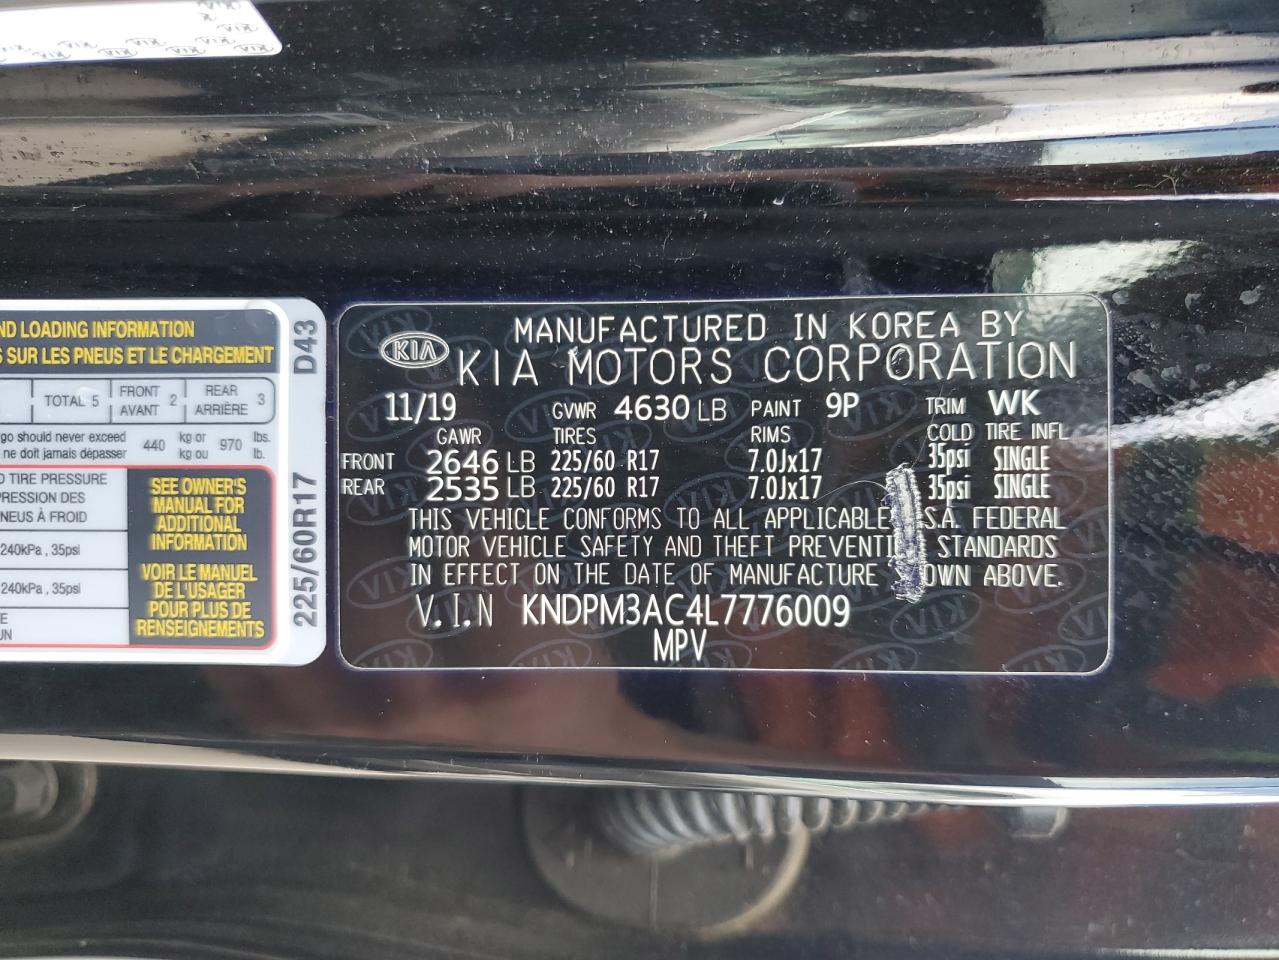 ND LOADING INFORMATION
S SUR LES PNEUS ET LE CHARGEMENT
TOTAL 5 FRONT AVANT 2 REAR ARRIÈRE 3
go should never exceed 440 kg or 970 lbs.
ne doit jamais dépasser kg ou lb.
TIRE PRESSURE
PRESSION DES
NEUS À FROID
240kPa, 35psi
240kPa, 35psi
SEE OWNER'S
MANUAL FOR
ADDITIONAL
INFORMATION
VOIR LE MANUEL
DE L'USAGER
POUR PLUS DE
RENSEIGNEMENTS
225/60R17 D43
KIA
MANUFACTURED IN KOREA BY
KIA MOTORS CORPORATION
11/19 GVWR 4630 LB PAINT 9P TRIM WK
GAWR TIRES RIMS COLD TIRE INFL
FRONT 2646 LB 225/60 R17 7.0Jx17 35psi SINGLE
REAR 2535 LB 225/60 R17 7.0Jx17 35psi SINGLE
THIS VEHICLE CONFORMS TO ALL APPLICABLE S.A. FEDERAL
MOTOR VEHICLE SAFETY AND THEFT PREVENTI STANDARDS
IN EFFECT ON THE DATE OF MANUFACTURE OWN ABOVE.
V.I.N KNDPM3AC4L7776009
MPV